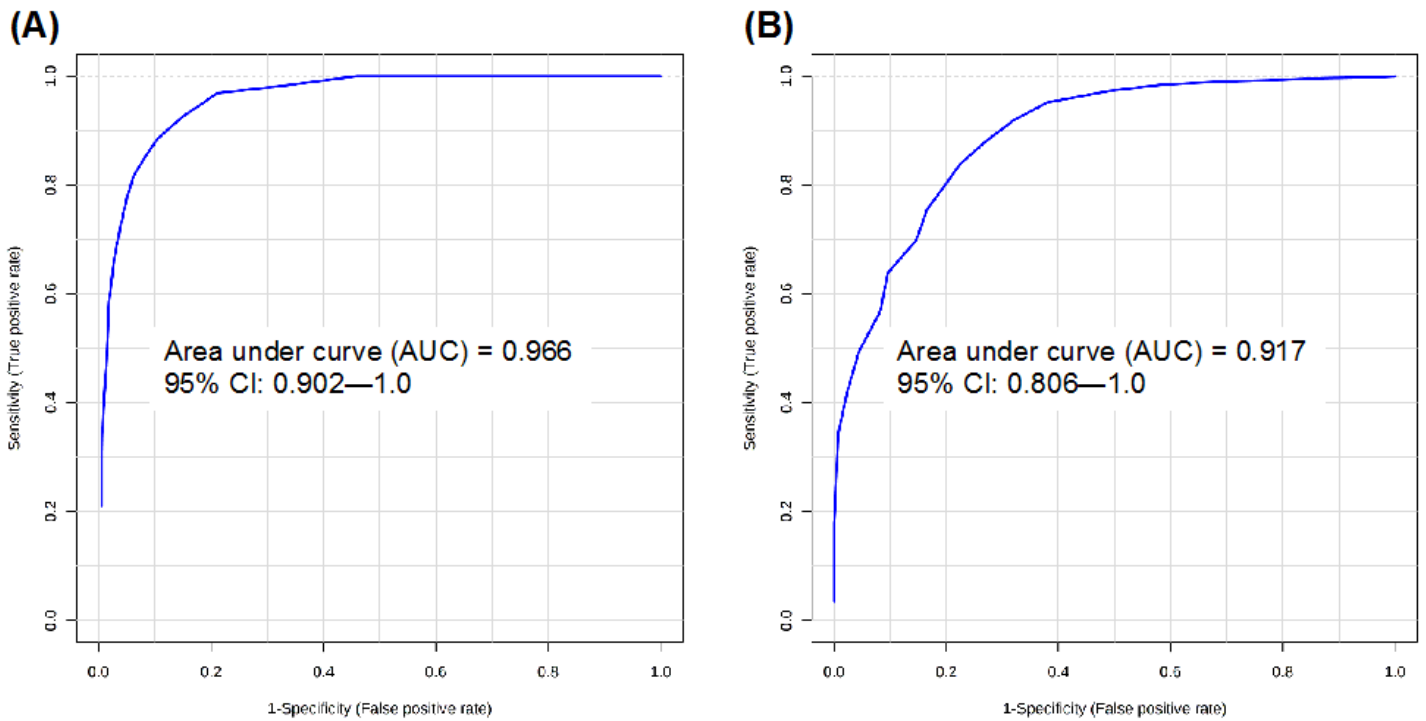 (A)
Sensitivity (True positive rate)
1.0
0.8
0.6
0.4
0.2
0.0
Area under curve (AUC) = 0.966
95% CI: 0.902—1.0
0.0 0.2 0.4 0.6 0.8 1.0
1-Specificity (False positive rate)
(B)
Sensitivity (True positive rate)
1.0
0.8
0.6
0.4
0.2
0.0
Area under curve (AUC) = 0.917
95% CI: 0.806—1.0
0.0 0.2 0.4 0.6 0.8 1.0
1-Specificity (False positive rate)